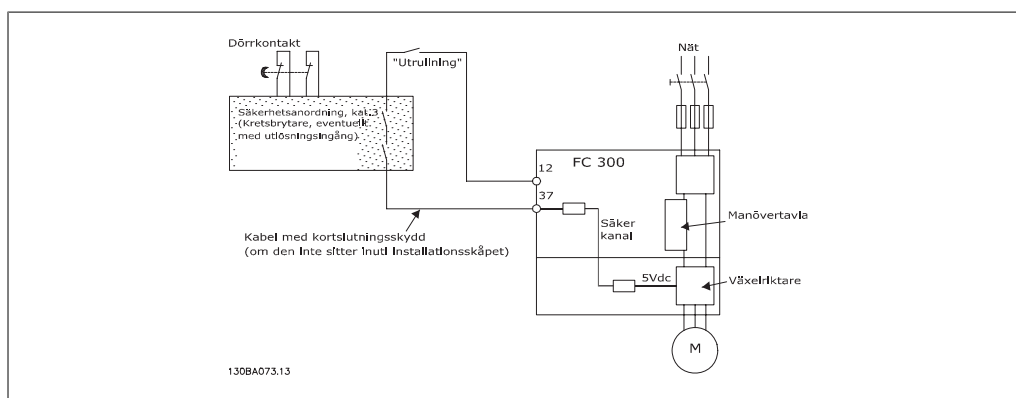 Dörrkontakt
"Utrullning"
Nät
Säkerhetsanordning, kat.3
(Kretsbrytare, eventuellt
med utlösningsingång)
12
FC 300
37
Säker
kanal
Manövertavla
Kabel med kortslutningsskydd
(om den inte sitter inuti installationsskåpet)
5Vdc
Växelriktare
M
130BA073.13